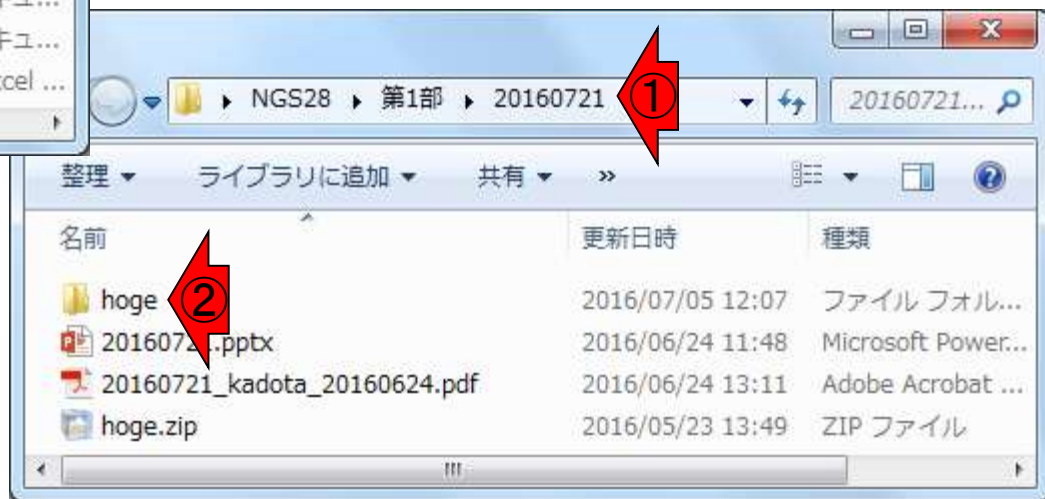 キュ...
キュ...
cel ...
NGS28 ▸ 第1部 ▸ 20160721 ① 20160721...
整理 ライブラリに追加 共有 »
名前 更新日時 種類
hoge ② 2016/07/05 12:07 ファイル フォル...
2016072 .pptx 2016/06/24 11:48 Microsoft Power...
20160721_kadota_20160624.pdf 2016/06/24 13:11 Adobe Acrobat ...
hoge.zip 2016/05/23 13:49 ZIP ファイル